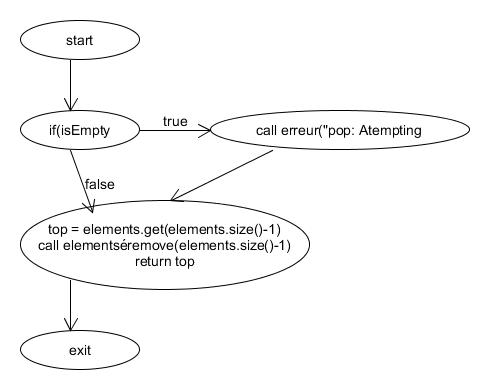 start
if(isEmpty
true
call erreur("pop: Atempting
false
top = elements.get(elements.size()-1)
call elementséremove(elements.size()-1)
return top
exit